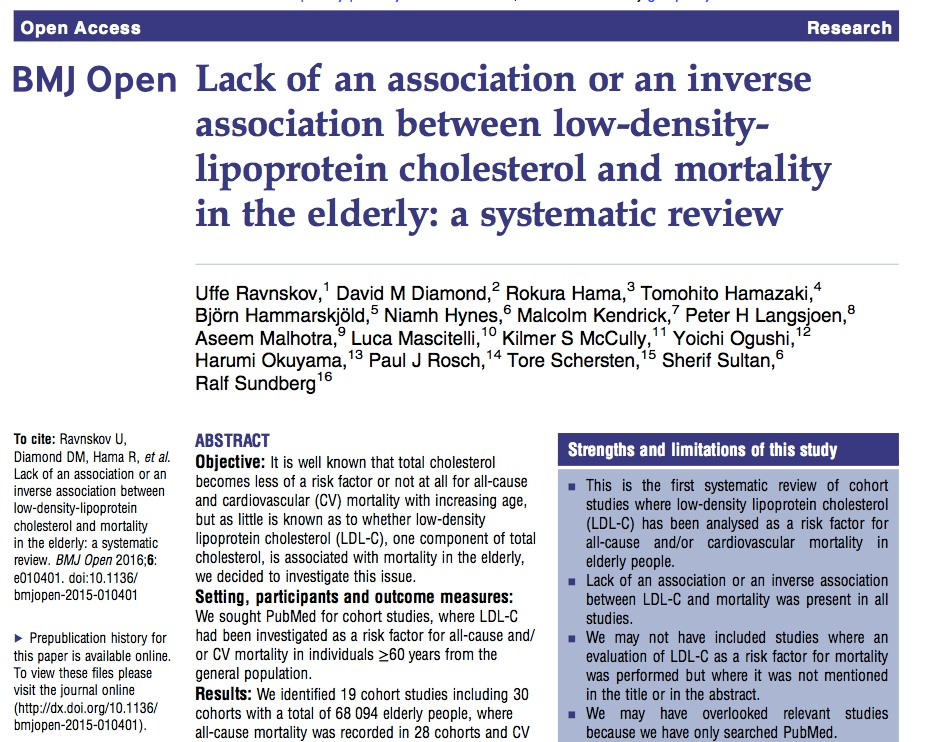 Open Access
Research
BMJ Open
Lack of an association or an inverse
association between low-density-
lipoprotein cholesterol and mortality
in the elderly: a systematic review
Uffe Ravnskov,1 David M Diamond,2 Rokura Hama,3 Tomohito Hamazaki,4
Björn Hammarskjöld,5 Niamh Hynes,6 Malcolm Kendrick,7 Peter H Langsjoen,8
Aseem Malhotra,9 Luca Mascitelli,10 Kilmer S McCully,11 Yoichi Ogushi,12
Harumi Okuyama,13 Paul J Rosch,14 Tore Schersten,15 Sherif Sultan,6
Ralf Sundberg16
To cite: Ravnskov U,
Diamond DM, Hama R, et al.
Lack of an association or an
inverse association between
low-density-lipoprotein
cholesterol and mortality
in the elderly: a systematic
review. BMJ Open 2016;6:
e010401. doi:10.1136/
bmjopen-2015-010401
▶ Prepublication history for
this paper is available online.
To view these files please
visit the journal online
(http://dx.doi.org/10.1136/
bmjopen-2015-010401).
ABSTRACT
Objective: It is well known that total cholesterol
becomes less of a risk factor or not at all for all-cause
and cardiovascular (CV) mortality with increasing age,
but as little is known as to whether low-density
lipoprotein cholesterol (LDL-C), one component of total
cholesterol, is associated with mortality in the elderly,
we decided to investigate this issue.
Setting, participants and outcome measures:
We sought PubMed for cohort studies, where LDL-C
had been investigated as a risk factor for all-cause and/
or CV mortality in individuals ≥60 years from the
general population.
Results: We identified 19 cohort studies including 30
cohorts with a total of 68 094 elderly people, where
all-cause mortality was recorded in 28 cohorts and CV
Strengths and limitations of this study
■ This is the first systematic review of cohort
studies where low-density lipoprotein cholesterol
(LDL-C) has been analysed as a risk factor for
all-cause and/or cardiovascular mortality in
elderly people.
■ Lack of an association or an inverse association
between LDL-C and mortality was present in all
studies.
■ We may not have included studies where an
evaluation of LDL-C as a risk factor for mortality
was performed but where it was not mentioned
in the title or in the abstract.
■ We may have overlooked relevant studies
because we have only searched PubMed.